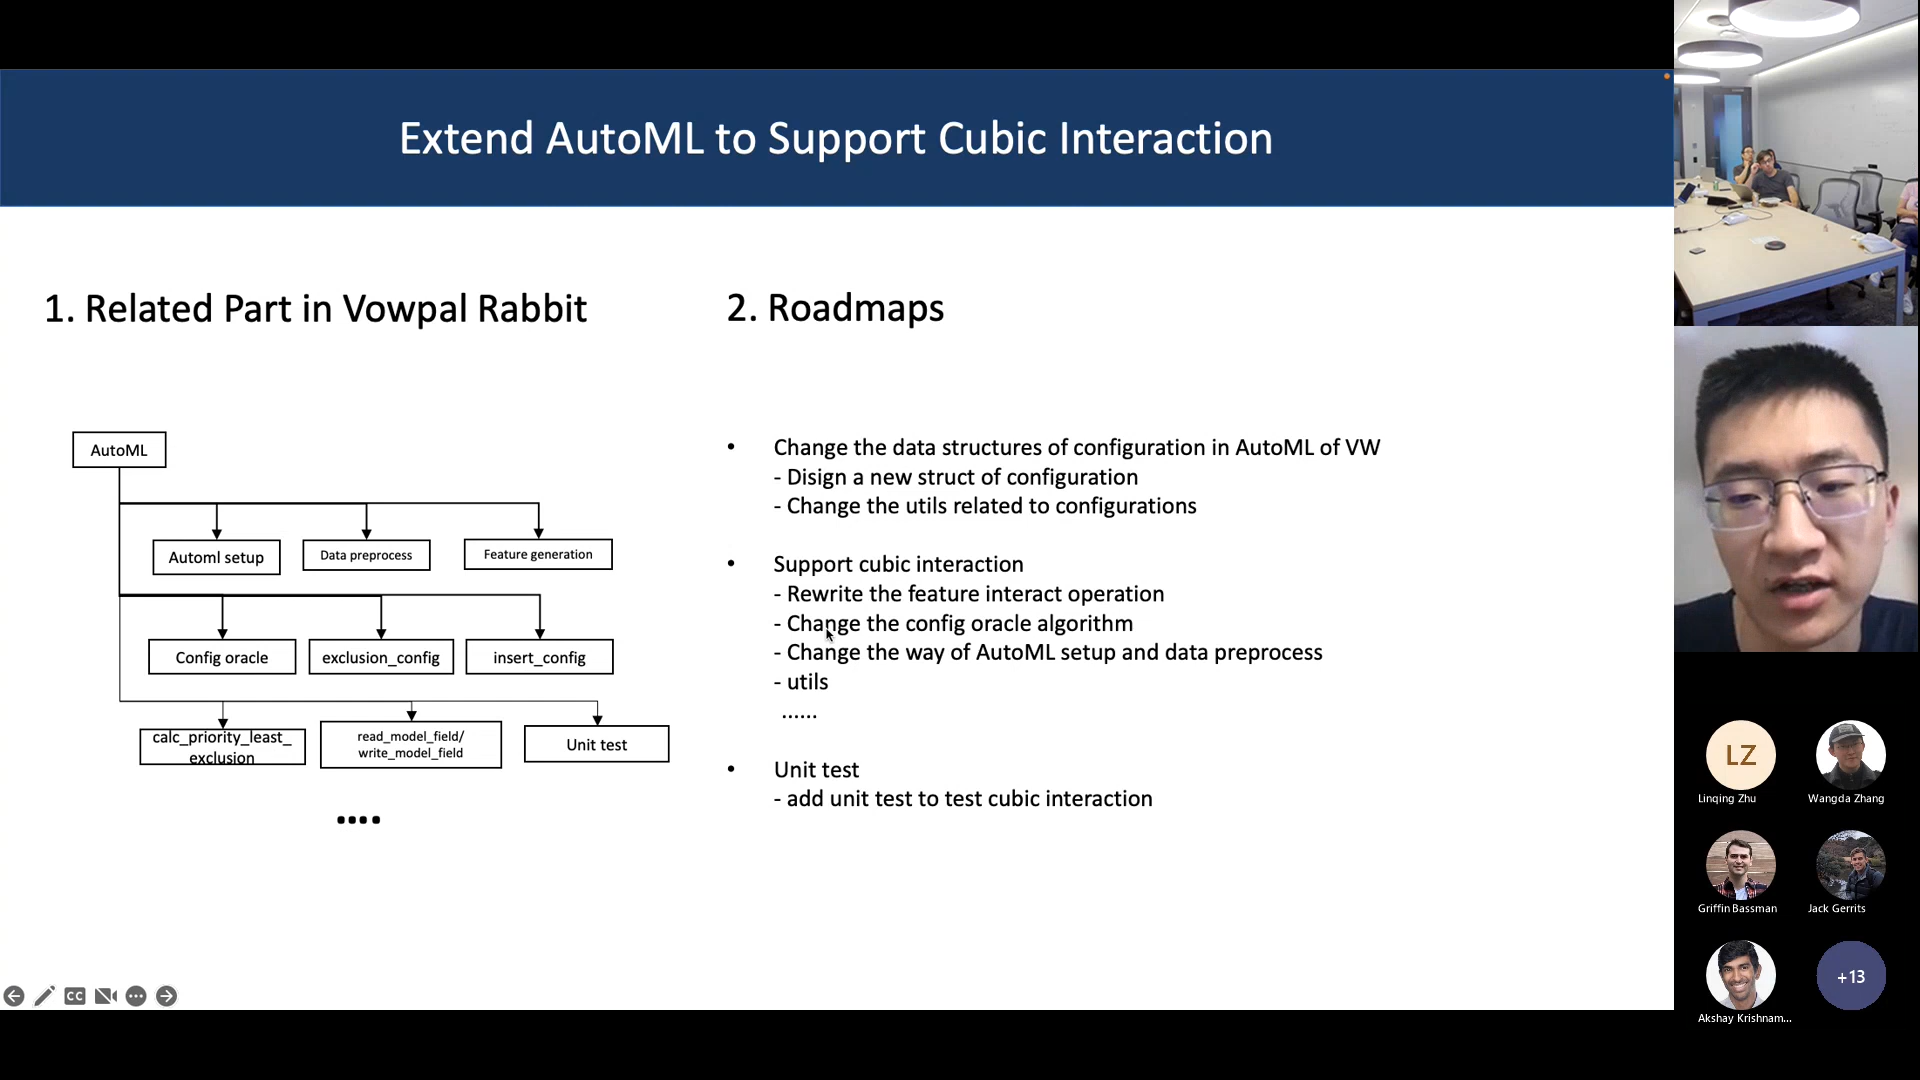 Extend AutoML to Support Cubic Interaction
1. Related Part in Vowpal Rabbit
AutoML
Automl setup
Data preprocess
Feature generation
Config oracle
exclusion_config
insert_config
calc_priority_least_
exclusion
read_model_field/
write_model_field
Unit test
....
2. Roadmaps
• Change the data structures of configuration in AutoML of VW
- Disign a new struct of configuration
- Change the utils related to configurations
• Support cubic interaction
- Rewrite the feature interact operation
- Change the config oracle algorithm
- Change the way of AutoML setup and data preprocess
- utils
......
• Unit test
- add unit test to test cubic interaction
CC
LZ
Linqing Zhu
Wangda Zhang
Griffin Bassman
Jack Gerrits
Akshay Krishnam...
+13